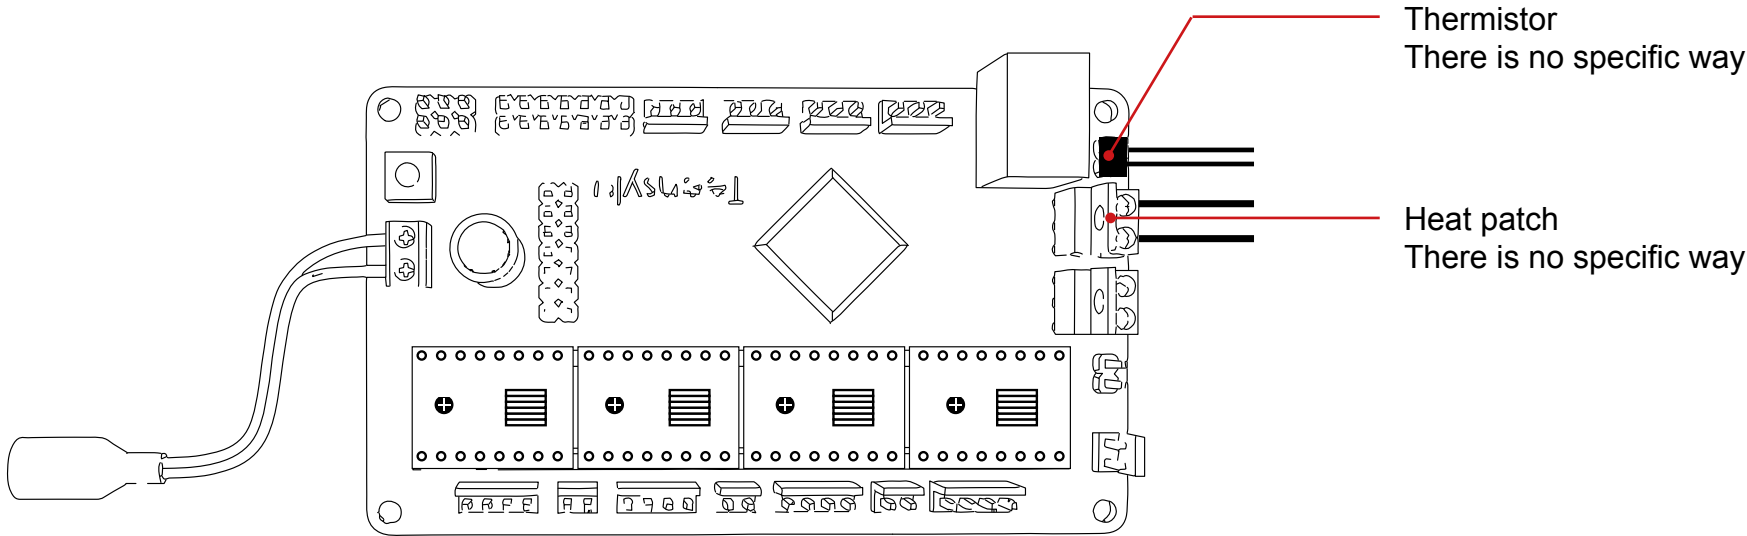 Thermistor
There is no specific way
Heat patch
There is no specific way